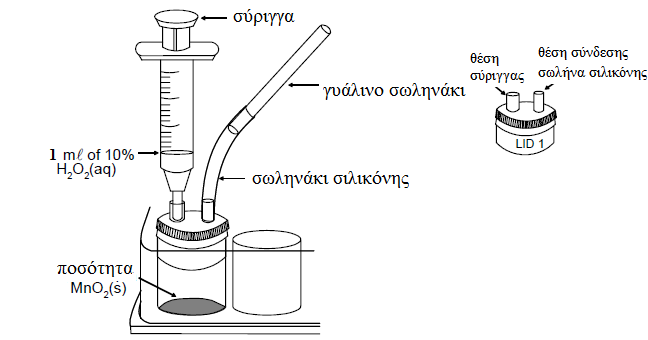 σύριγγα
θέση
σύριγγας
θέση σύνδεσης
σωλήνα σιλικόνης
γυάλινο σωληνάκι
LID 1
1 mℓ of 10%
H₂O₂(aq)
σωληνάκι σιλικόνης
ποσότητα
MnO₂(s)